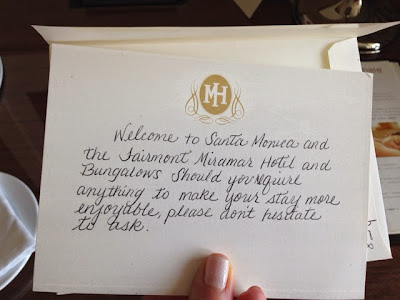 MH
Welcome to Santa Monica and
the Fairmont Miramar Hotel and
Bungalows Should you require
anything to make your stay more
enjoyable, please don't hesitate
to ask.